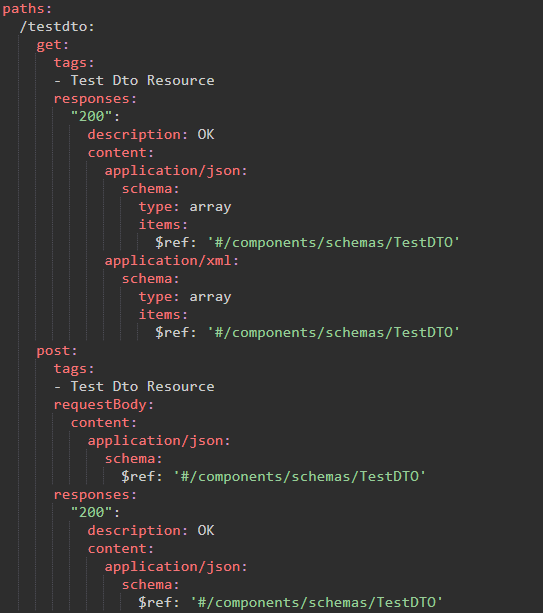 paths:
  /testdto:
    get:
      tags:
      - Test Dto Resource
      responses:
        "200":
          description: OK
          content:
            application/json:
              schema:
                type: array
                items:
                  $ref: '#/components/schemas/TestDTO'
            application/xml:
              schema:
                type: array
                items:
                  $ref: '#/components/schemas/TestDTO'
    post:
      tags:
      - Test Dto Resource
      requestBody:
        content:
          application/json:
            schema:
              $ref: '#/components/schemas/TestDTO'
      responses:
        "200":
          description: OK
          content:
            application/json:
              schema:
                $ref: '#/components/schemas/TestDTO'